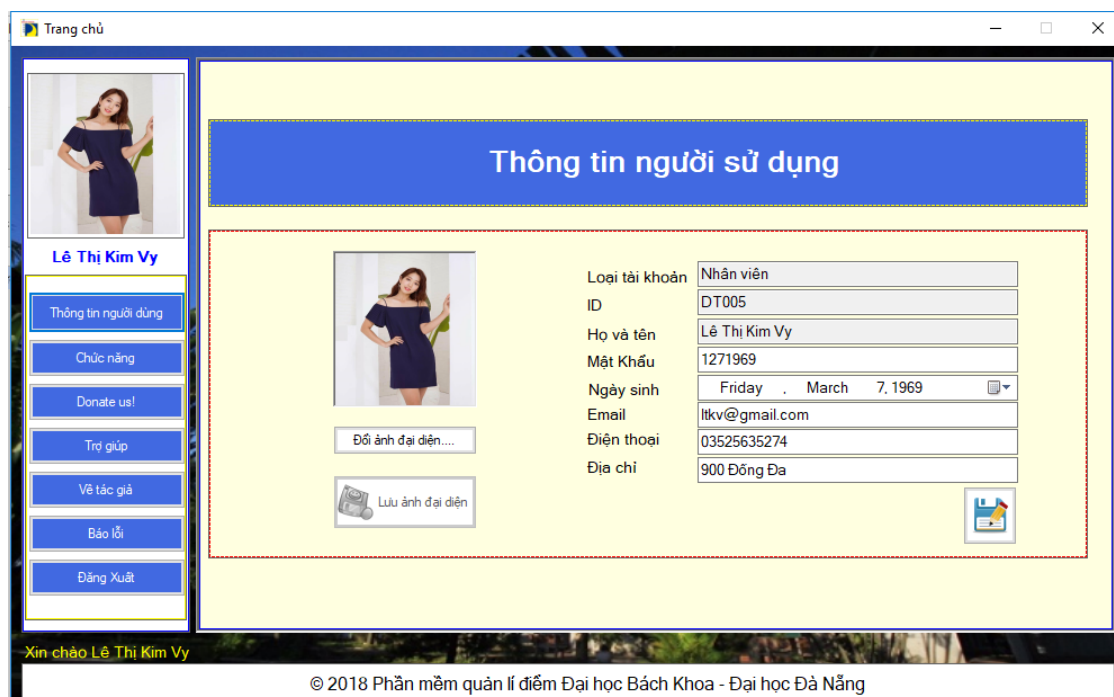 Trang chủ
Thông tin người sử dụng
Lê Thị Kim Vy
Thông tin người dùng
Chức năng
Donate us!
Trợ giúp
Về tác giả
Báo lỗi
Đăng Xuất
Đổi ảnh đại diện....
Lưu ảnh đại diện
Loại tài khoản Nhân viên
ID DT005
Họ và tên Lê Thị Kim Vy
Mật Khẩu 1271969
Ngày sinh Friday , March 7, 1969
Email ltkv@gmail.com
Điện thoại 03525635274
Địa chỉ 900 Đống Đa
Xin chào Lê Thị Kim Vy
© 2018 Phần mềm quản lí điểm Đại học Bách Khoa - Đại học Đà Nẵng